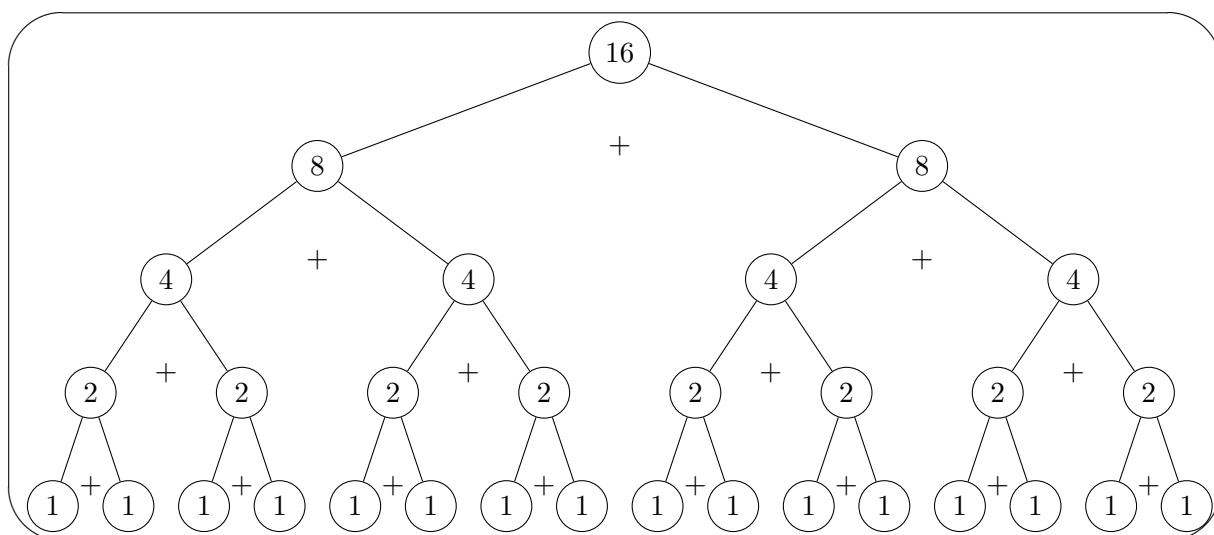 16
+
8 8
+ +
4 4 4 4
+ + + +
2 2 2 2 2 2 2 2
+ + + + + + + +
1 1 1 1 1 1 1 1 1 1 1 1 1 1 1 1